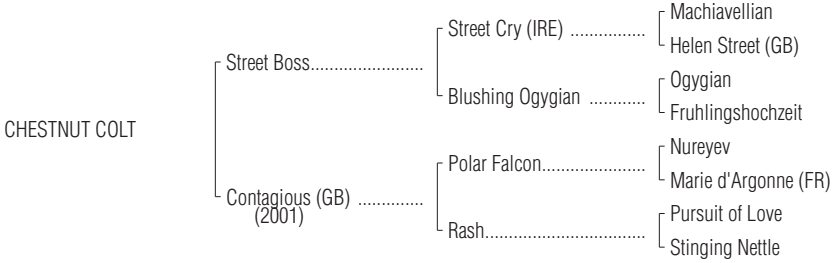 Machiavellian
Street Cry (IRE) ................
Helen Street (GB)
Street Boss........................
Ogygian
Blushing Ogygian ............
Fruhlingshochzeit
CHESTNUT COLT
Nureyev
Polar Falcon......................
Marie d'Argonne (FR)
Contagious (GB) ..............
(2001)
Pursuit of Love
Rash..................................
Stinging Nettle